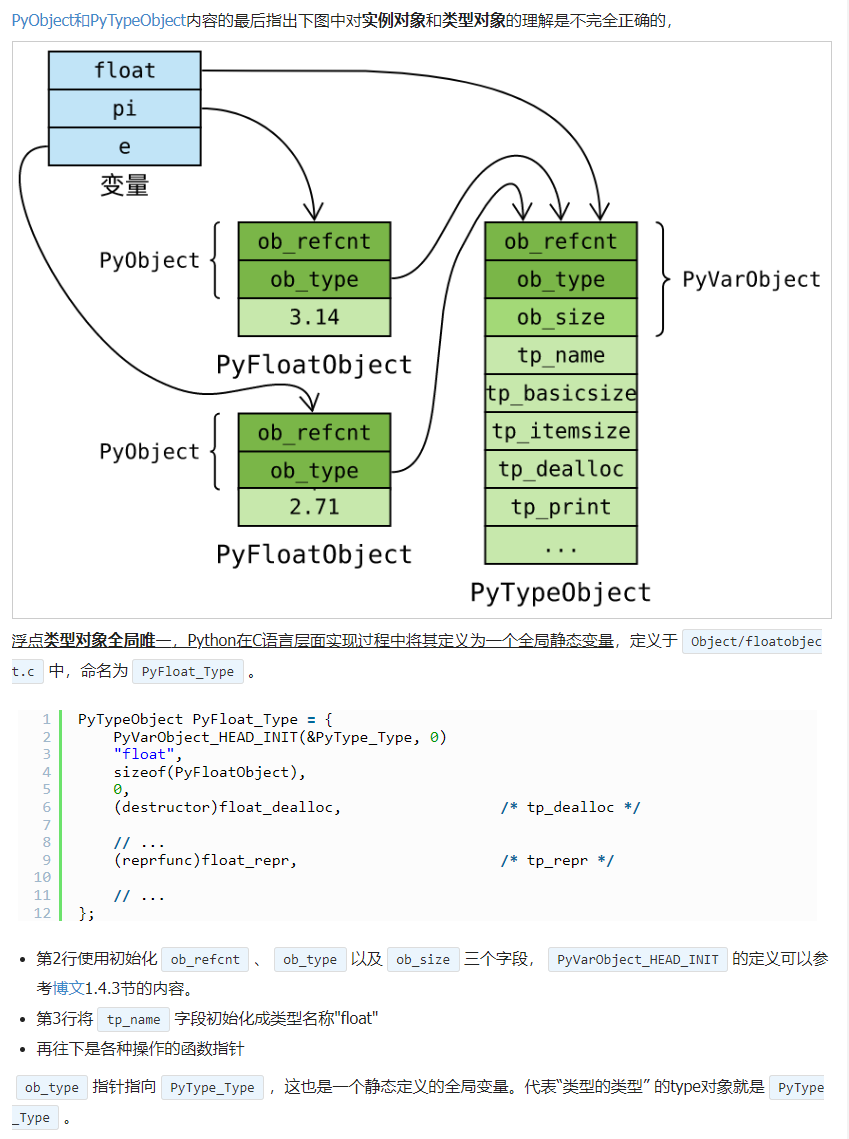 PyObject和PyTypeObject内容的最后指出下图中对实例对象和类型对象的理解是不完全正确的，
float
pi
e
变量
PyObject
ob_refcnt
ob_type
3.14
PyFloatObject
PyObject
ob_refcnt
ob_type
2.71
PyFloatObject
ob_refcnt
ob_type
ob_size
tp_name
tp_basicsize
tp_itemsize
tp_dealloc
tp_print
...
PyVarObject
PyTypeObject
浮点类型对象全局唯一，Python在C语言层面实现过程中将其定义为一个全局静态变量，定义于 Object/floatobjec
t.c 中，命名为 PyFloat_Type 。
1 PyTypeObject PyFloat_Type = {
2     PyVarObject_HEAD_INIT(&PyType_Type, 0)
3     "float",
4     sizeof(PyFloatObject),
5     0,
6     (destructor)float_dealloc,                  /* tp_dealloc */
7
8     // ...
9     (reprfunc)float_repr,                       /* tp_repr */
10
11     // ...
12 };
• 第2行使用初始化 ob_refcnt 、 ob_type 以及 ob_size 三个字段， PyVarObject_HEAD_INIT 的定义可以参
考博文1.4.3节的内容。
• 第3行将 tp_name 字段初始化成类型名称"float"
• 再往下是各种操作的函数指针
ob_type 指针指向 PyType_Type ，这也是一个静态定义的全局变量。代表“类型的类型” 的type对象就是 PyType
_Type 。